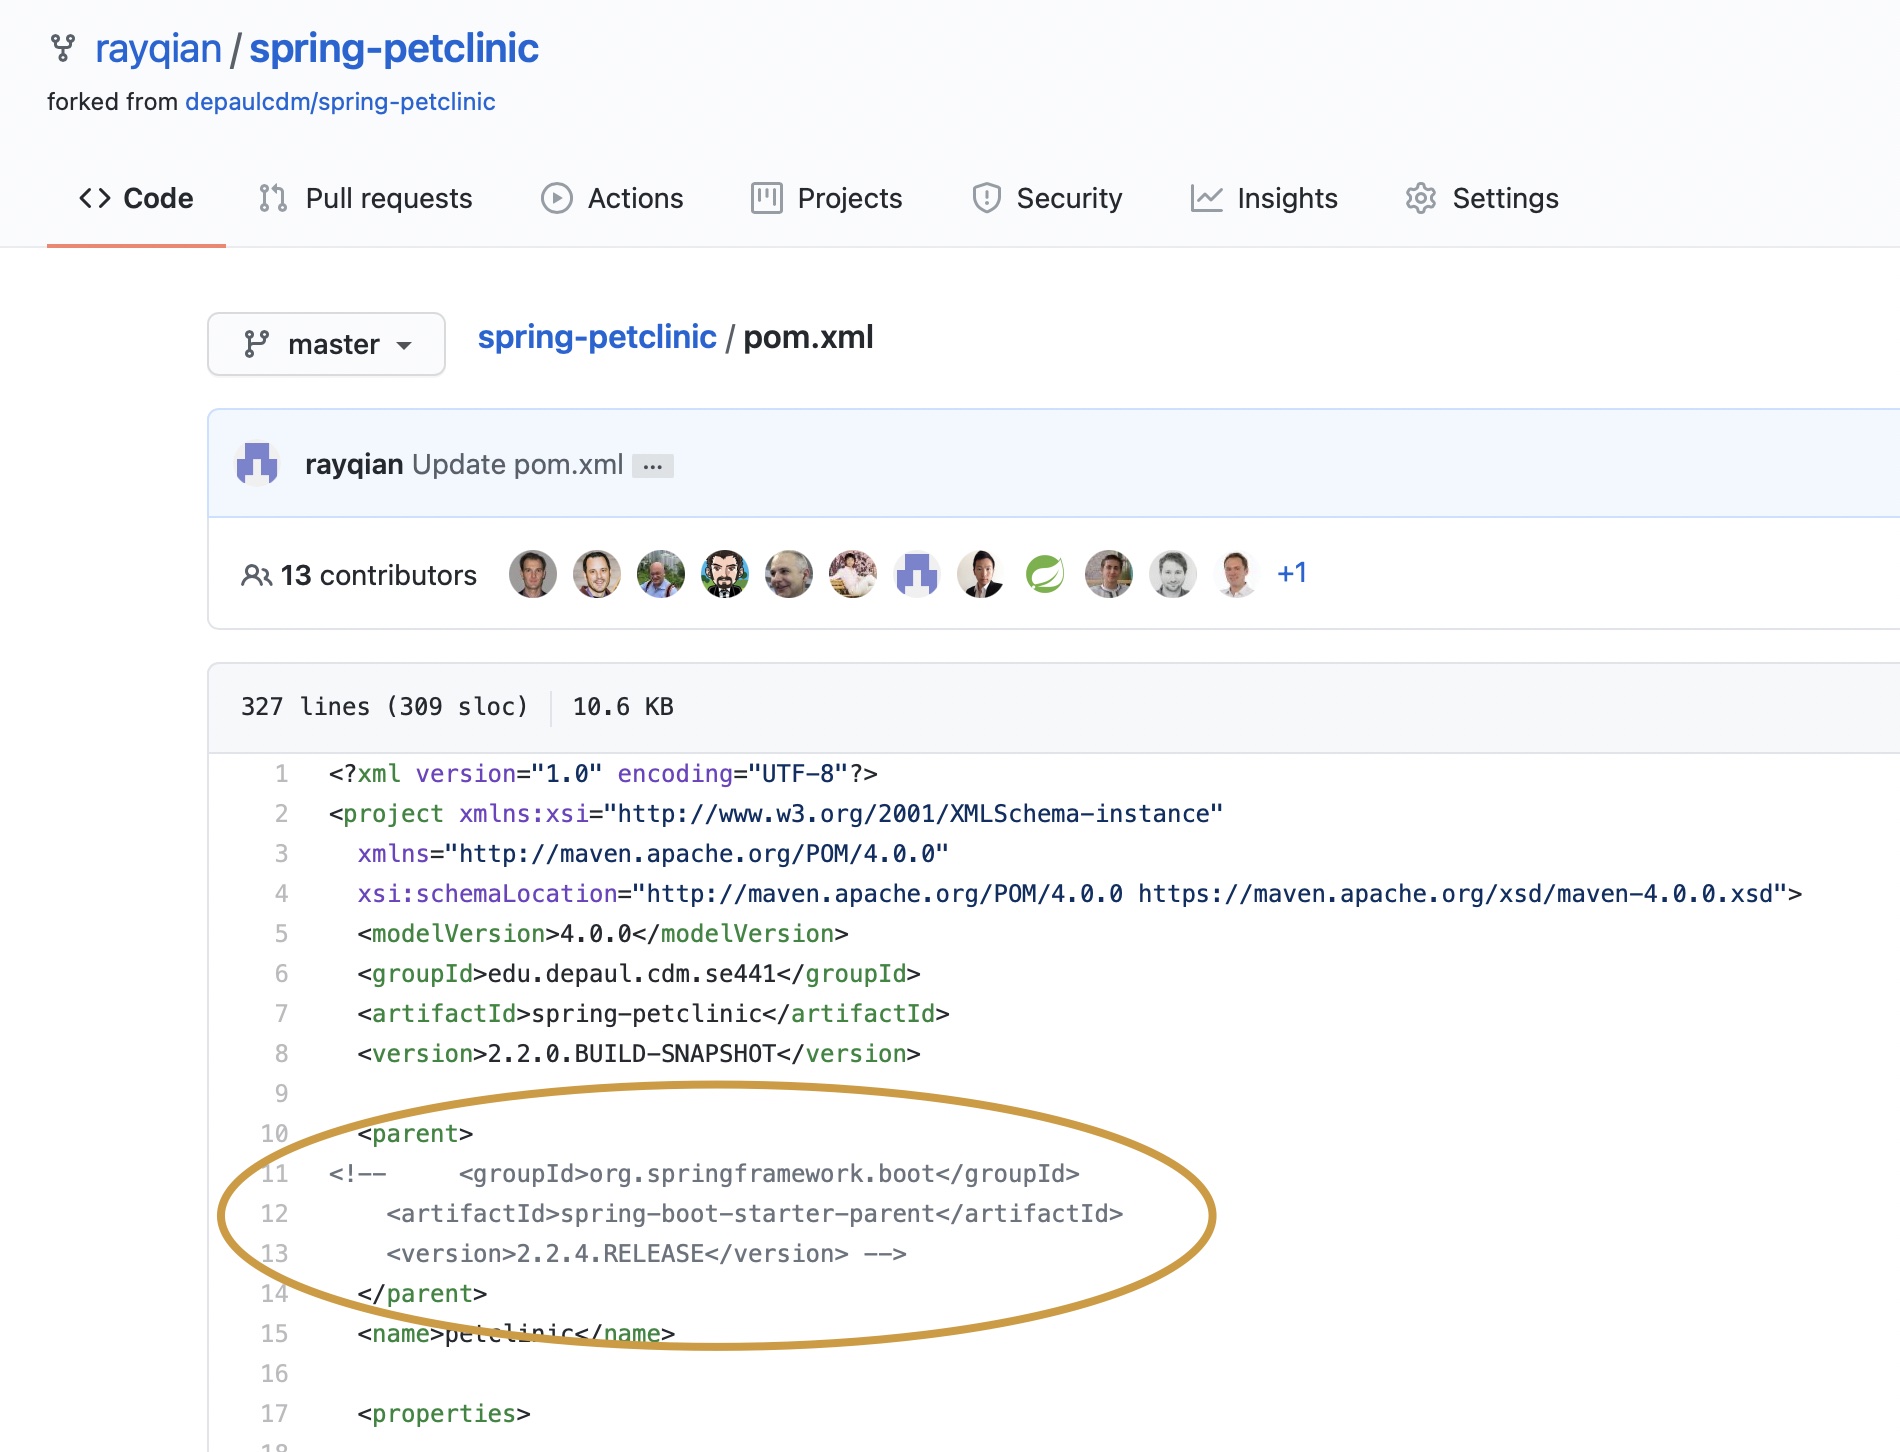 rayqian / spring-petclinic
forked from depaulcdm/spring-petclinic
Code Pull requests Actions Projects Security Insights Settings
master spring-petclinic / pom.xml
rayqian Update pom.xml ...
13 contributors +1
327 lines (309 sloc) 10.6 KB
1 <?xml version="1.0" encoding="UTF-8"?>
2 <project xmlns:xsi="http://www.w3.org/2001/XMLSchema-instance"
3 xmlns="http://maven.apache.org/POM/4.0.0"
4 xsi:schemaLocation="http://maven.apache.org/POM/4.0.0 https://maven.apache.org/xsd/maven-4.0.0.xsd">
5 <modelVersion>4.0.0</modelVersion>
6 <groupId>edu.depaul.cdm.se441</groupId>
7 <artifactId>spring-petclinic</artifactId>
8 <version>2.2.0.BUILD-SNAPSHOT</version>
9
10 <parent>
11 <!-- <groupId>org.springframework.boot</groupId>
12 <artifactId>spring-boot-starter-parent</artifactId>
13 <version>2.2.4.RELEASE</version> -->
14 </parent>
15 <name>petclinic</name>
16
17 <properties>
18